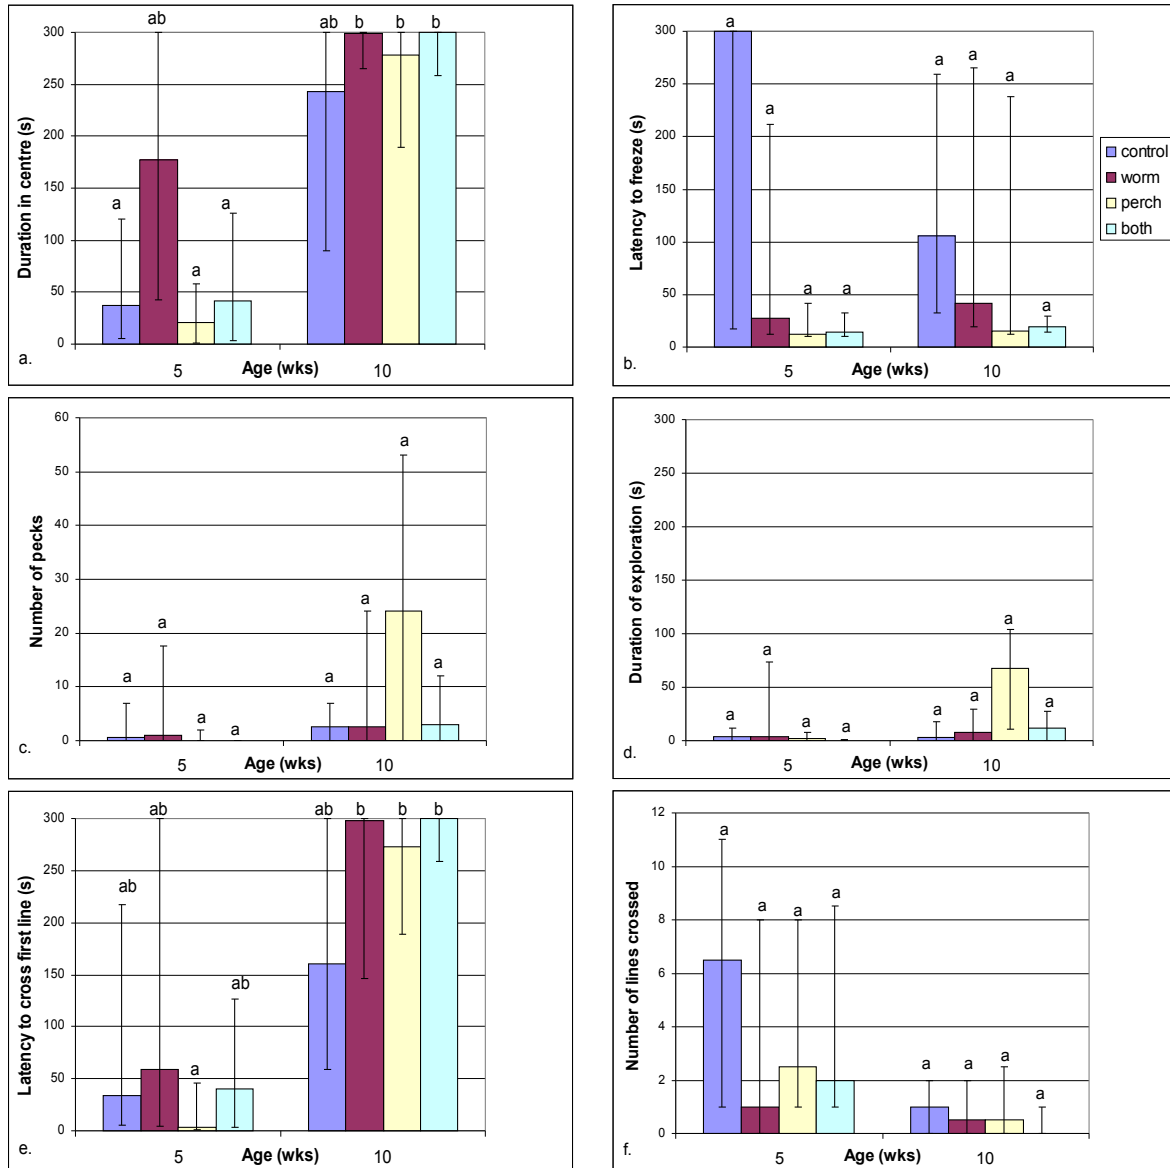 ab
ab b b b
300
250
200
150
100
50
0
a
a
a
Duration in centre (s)
5 Age (wks) 10
a.
a
300
250
200
150
100
50
0
a
a
a
a
a
a
a
Latency to freeze (s)
5 Age (wks) 10
b.
control
worm
perch
both
60
50
40
30
20
10
0
a
a
a
a
a
a
a
a
Number of pecks
5 Age (wks) 10
c.
300
250
200
150
100
50
0
a
a
a
a
a
a
a
a
Duration of exploration (s)
5 Age (wks) 10
d.
ab
ab b b b
300
250
200
150
100
50
0
ab
a
ab
Latency to cross first line (s)
5 Age (wks) 10
e.
12
10
8
6
4
2
0
a
a
a
a
a
a
a
a
Number of lines crossed
5 Age (wks) 10
f.